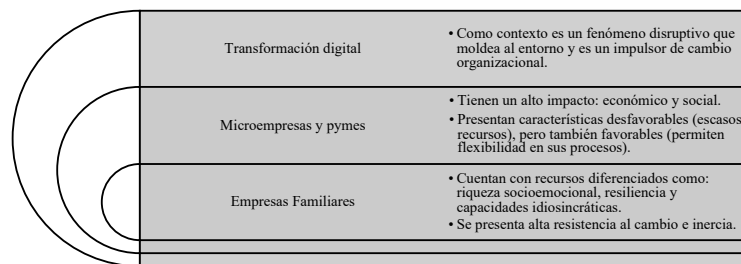 Transformación digital
• Como contexto es un fenómeno disruptivo que
moldea al entorno y es un impulsor de cambio
organizacional.
Microempresas y pymes
• Tienen un alto impacto: económico y social.
• Presentan características desfavorables (escasos
recursos), pero también favorables (permiten
flexibilidad en sus procesos).
Empresas Familiares
• Cuentan con recursos diferenciados como:
riqueza socioemocional, resiliencia y
capacidades idiosincráticas.
• Se presenta alta resistencia al cambio e inercia.